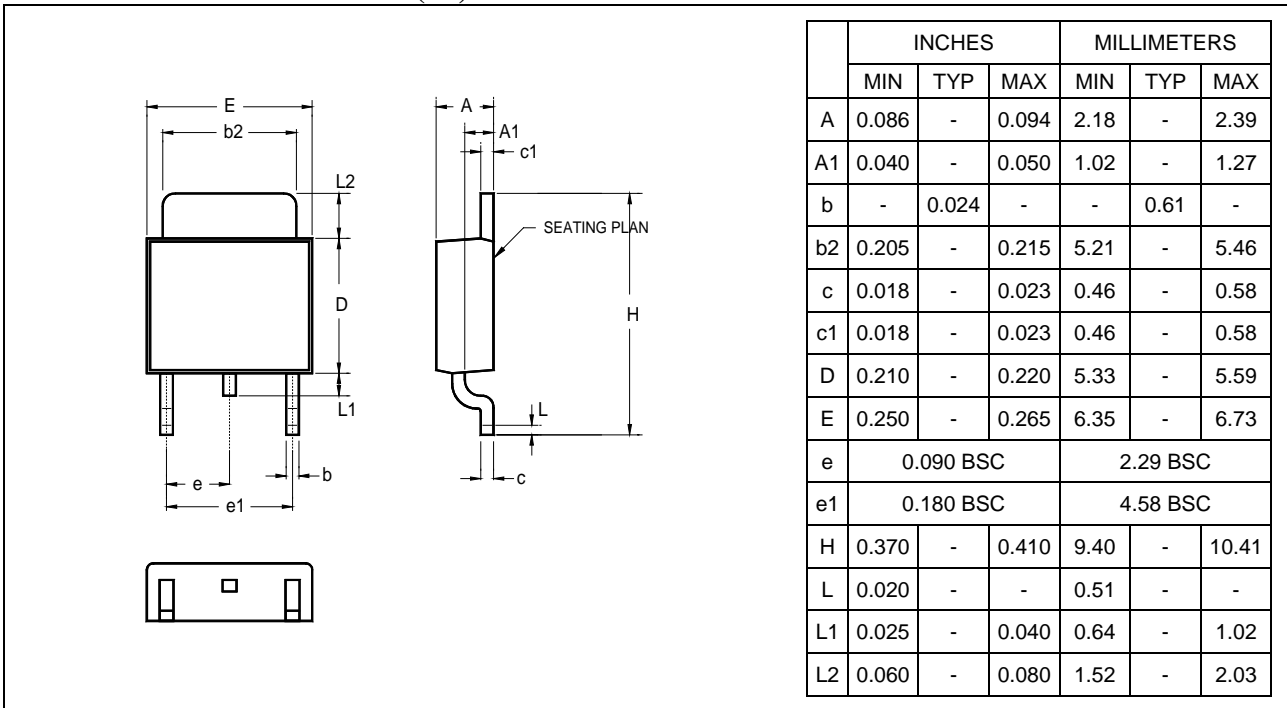 E
b2
L2
D
L1
e
b
e1
A
A1
c1
SEATING PLAN
H
L
c
INCHES MILLIMETERS
MIN TYP MAX MIN TYP MAX
A 0.086 - 0.094 2.18 - 2.39
A1 0.040 - 0.050 1.02 - 1.27
b - 0.024 - - 0.61 -
b2 0.205 - 0.215 5.21 - 5.46
c 0.018 - 0.023 0.46 - 0.58
c1 0.018 - 0.023 0.46 - 0.58
D 0.210 - 0.220 5.33 - 5.59
E 0.250 - 0.265 6.35 - 6.73
e 0.090 BSC 2.29 BSC
e1 0.180 BSC 4.58 BSC
H 0.370 - 0.410 9.40 - 10.41
L 0.020 - - 0.51 - -
L1 0.025 - 0.040 0.64 - 1.02
L2 0.060 - 0.080 1.52 - 2.03